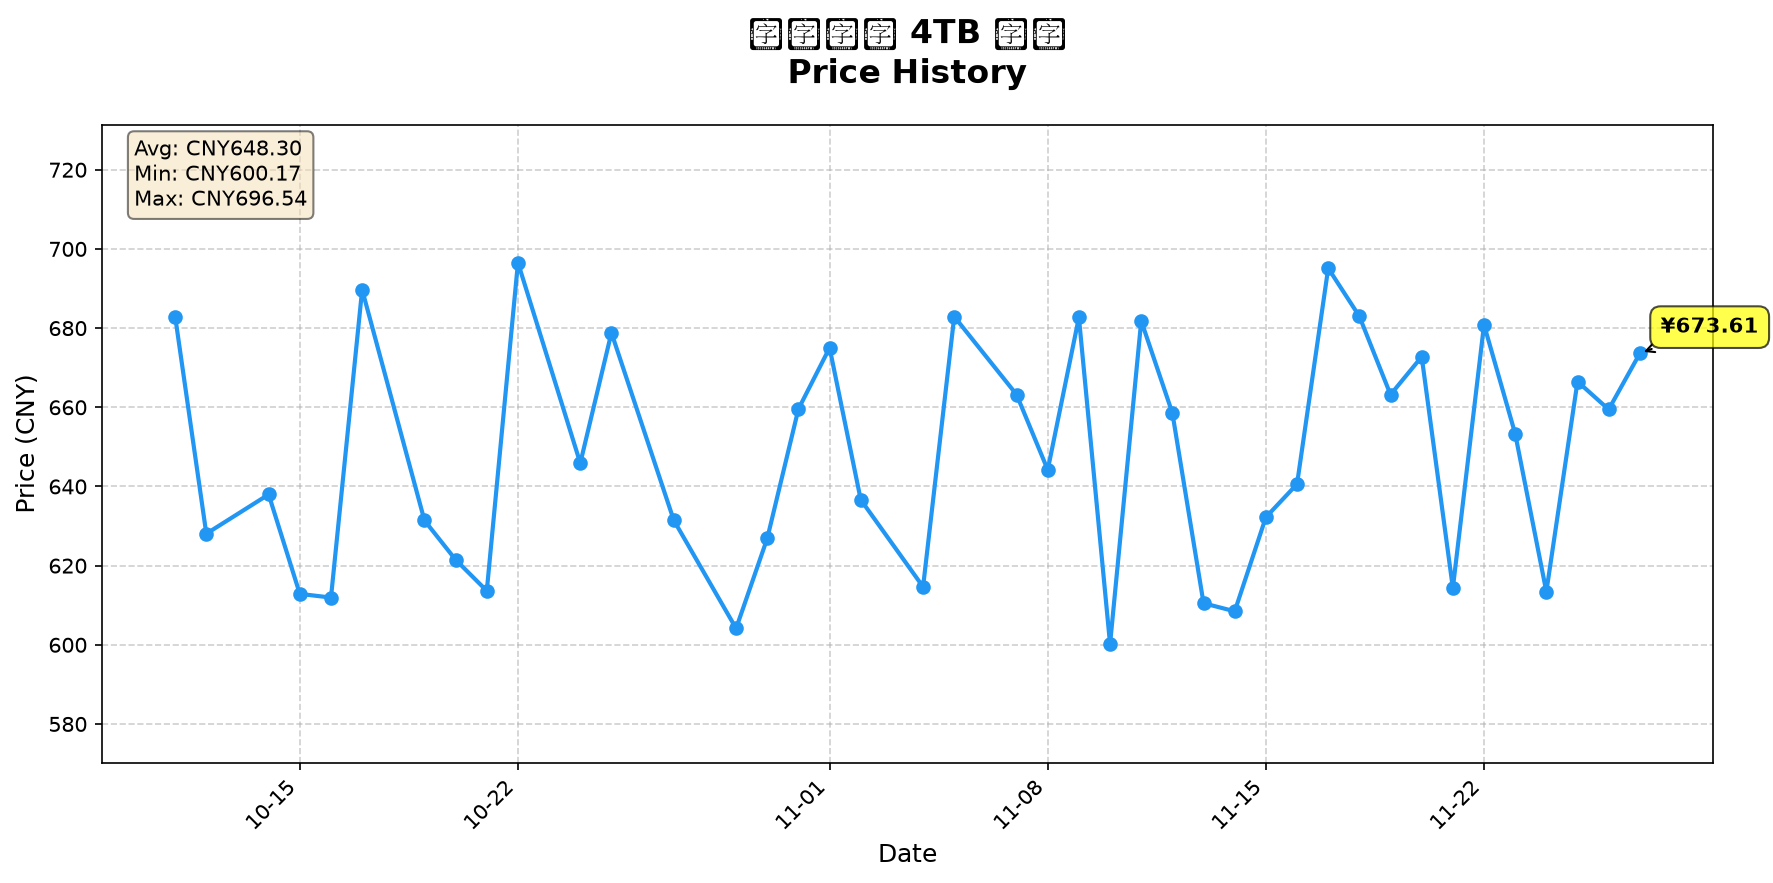 4TB
Price History
Avg: CNY648.30
Min: CNY600.17
Max: CNY696.54
¥673.61
720
700
680
660
640
620
600
580
Price (CNY)
10-15
10-22
11-01
11-08
11-15
11-22
Date